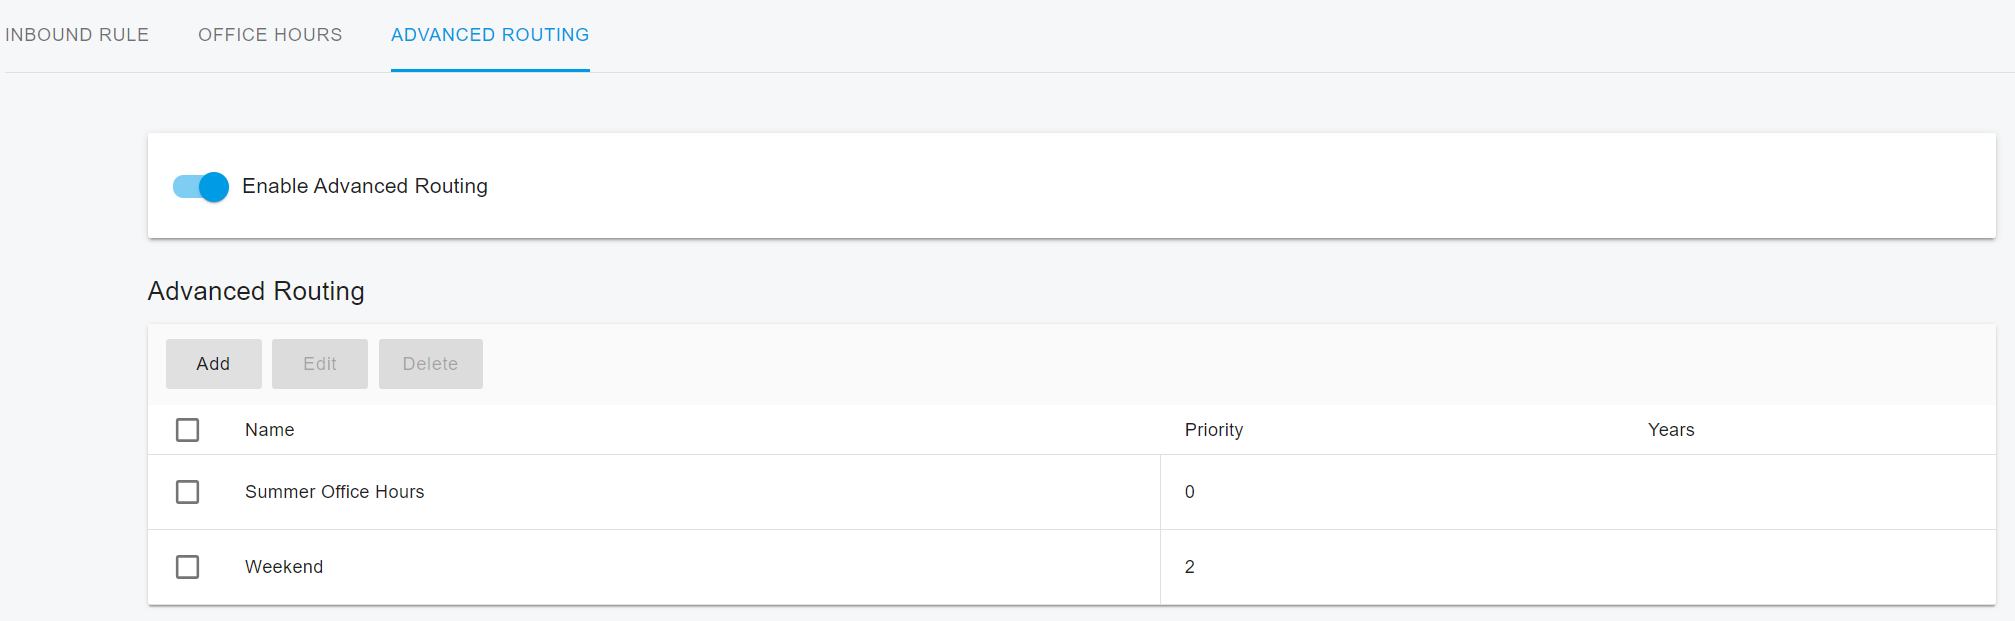 INBOUND RULE OFFICE HOURS ADVANCED ROUTING
Enable Advanced Routing
Advanced Routing
Add Edit Delete
Name Priority Years
Summer Office Hours 0
Weekend 2